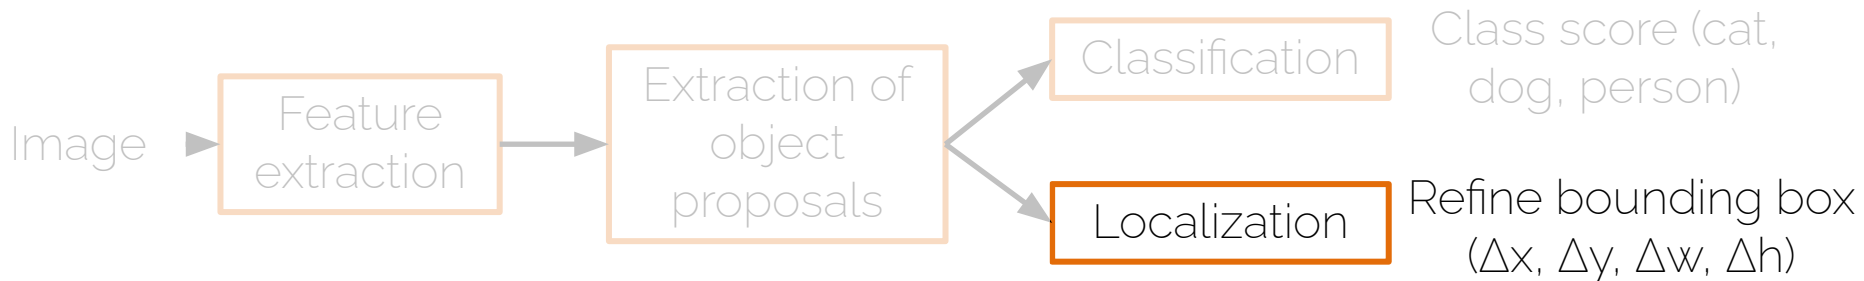 Image
Feature
extraction
Extraction of
object
proposals
Classification
Class score (cat,
dog, person)
Localization
Refine bounding box
(Δx, Δy, Δw, Δh)